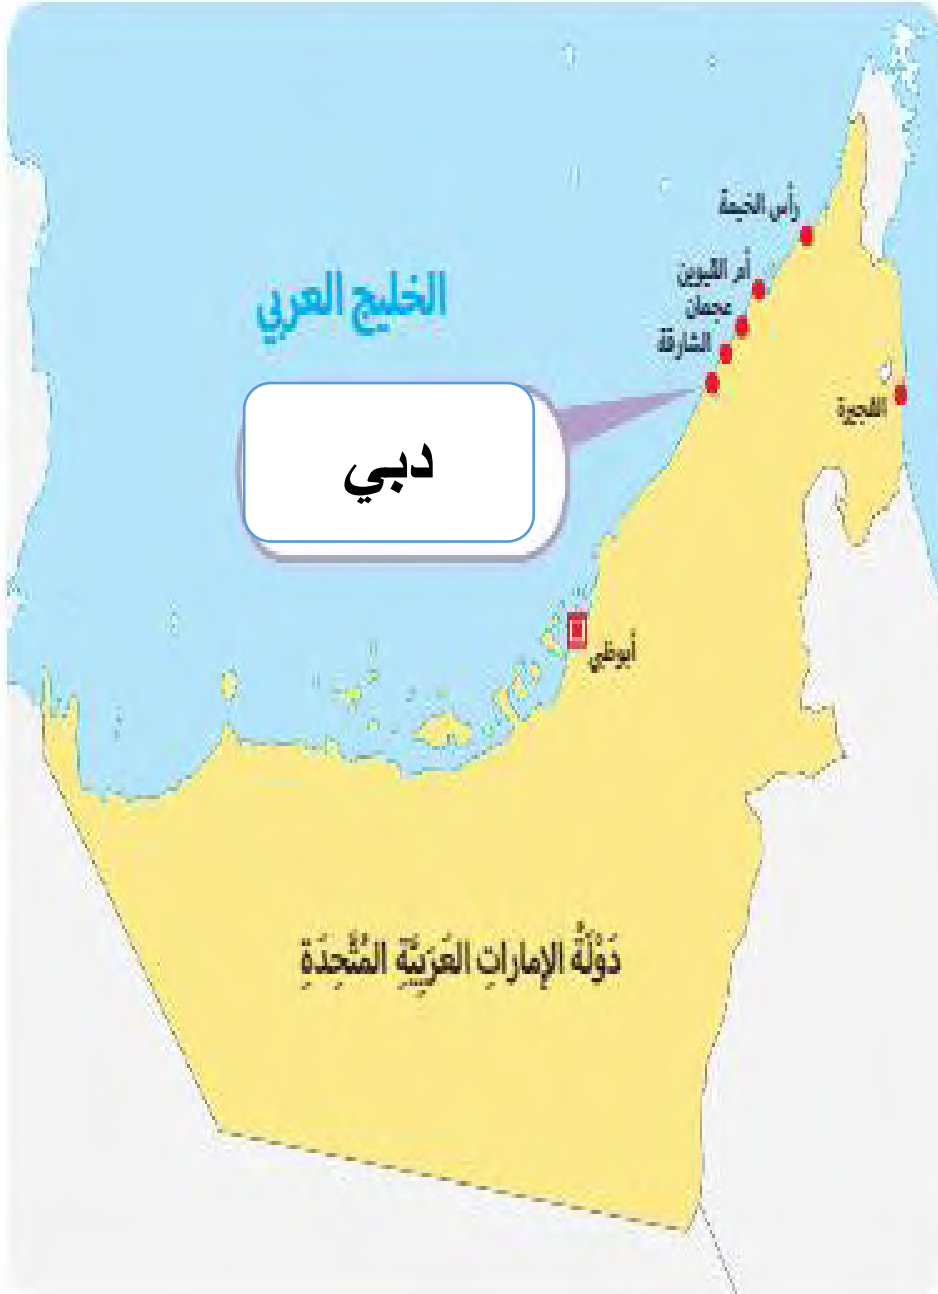 رأس الخيمة
أم القيوين
عجمان
الشارقة
الخليج العربي
الفجيرة
دبي
أبوظبي
دَوْلَةُ الإمارات العَرَبِيَّة المُتَّحِدَةِ